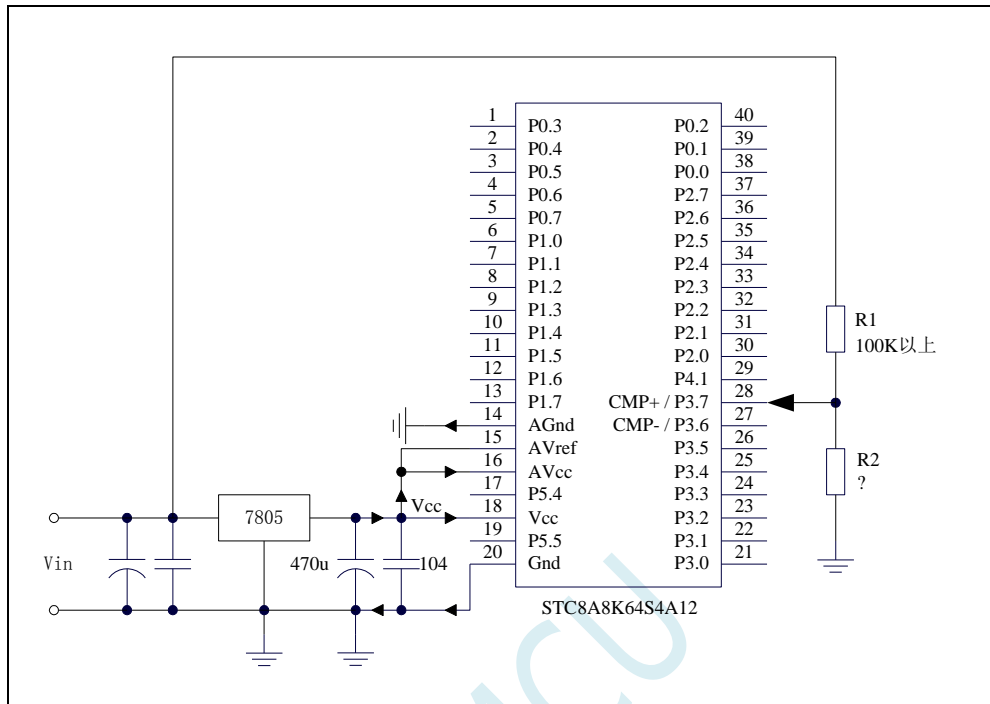 1 P0.3 P0.2 40
2 P0.4 P0.1 39
3 P0.5 P0.0 38
4 P0.6 P2.7 37
5 P0.7 P2.6 36
6 P1.0 P2.5 35
7 P1.1 P2.4 34
8 P1.2 P2.3 33
9 P1.3 P2.2 32
10 P1.4 P2.1 31
11 P1.5 P2.0 30
12 P1.6 P4.1 29
13 P1.7 CMP+ / P3.7 28
14 AGnd CMP- / P3.6 27
15 AVref P3.5 26
16 AVcc P3.4 25
17 P5.4 P3.3 24
18 Vcc P3.2 23
19 P5.5 P3.1 22
20 Gnd P3.0 21
R1
100K以上
R2
?
Vcc
7805
Vin
470u
104
STC8A8K64S4A12
MCU